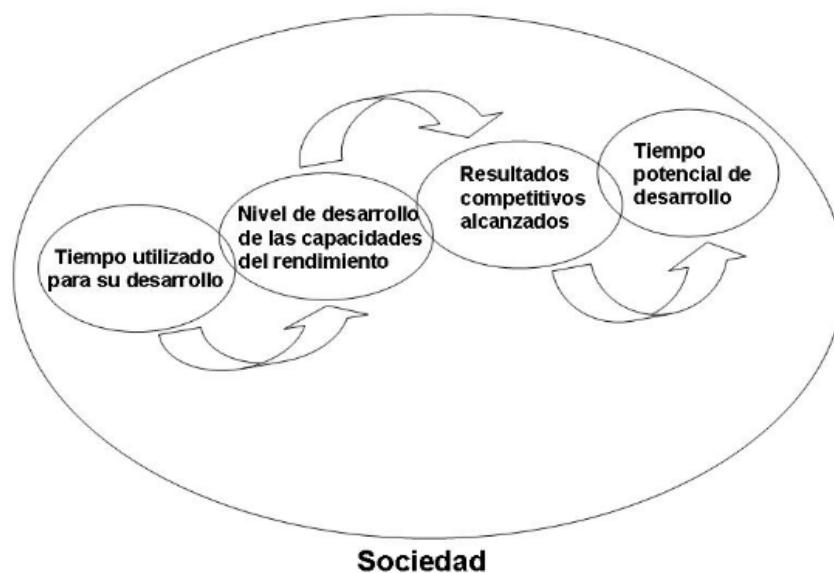 Tiempo utilizado
para su desarrollo
Nivel de desarrollo
de las capacidades
del rendimiento
Resultados
competitivos
alcanzados
Tiempo
potencial de
desarrollo
Sociedad